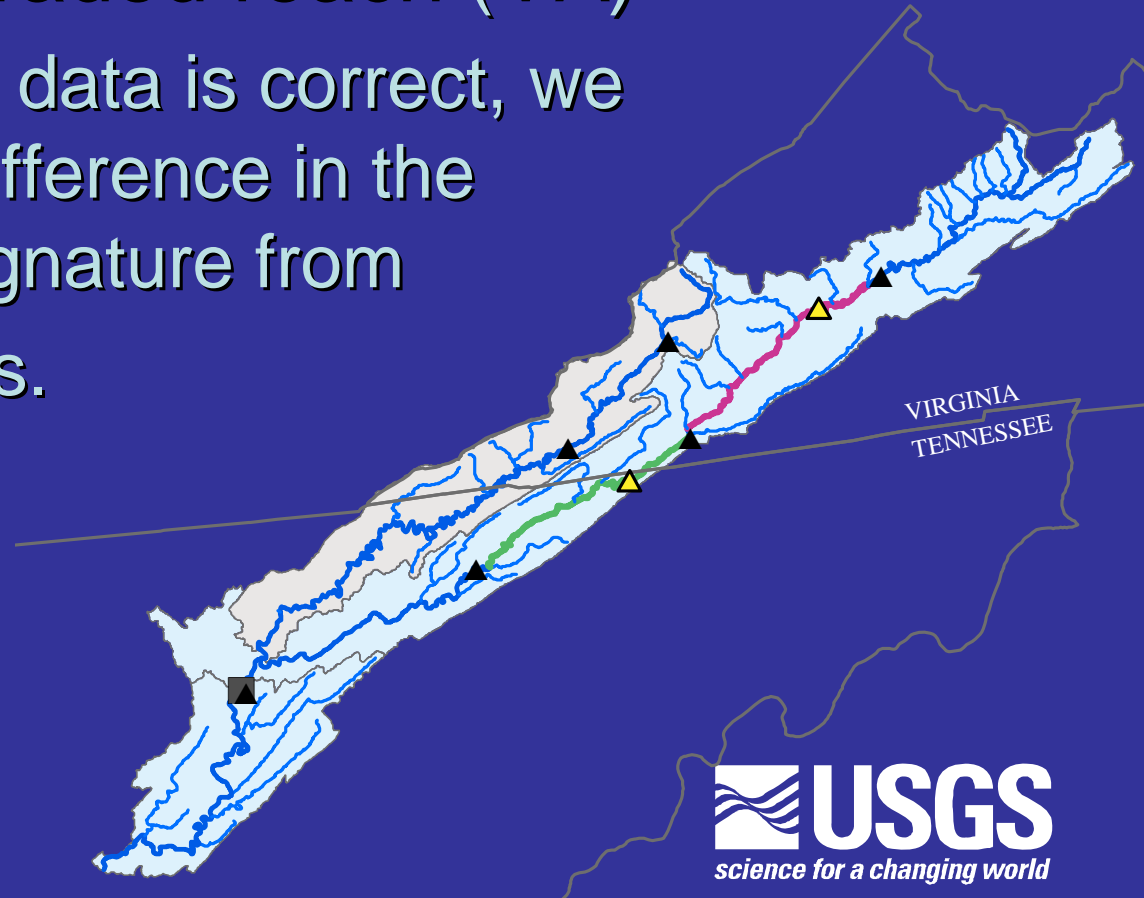 data is correct, we
fference in the
gnature from
s.
VIRGINIA
TENNESSEE
USGS
science for a changing world